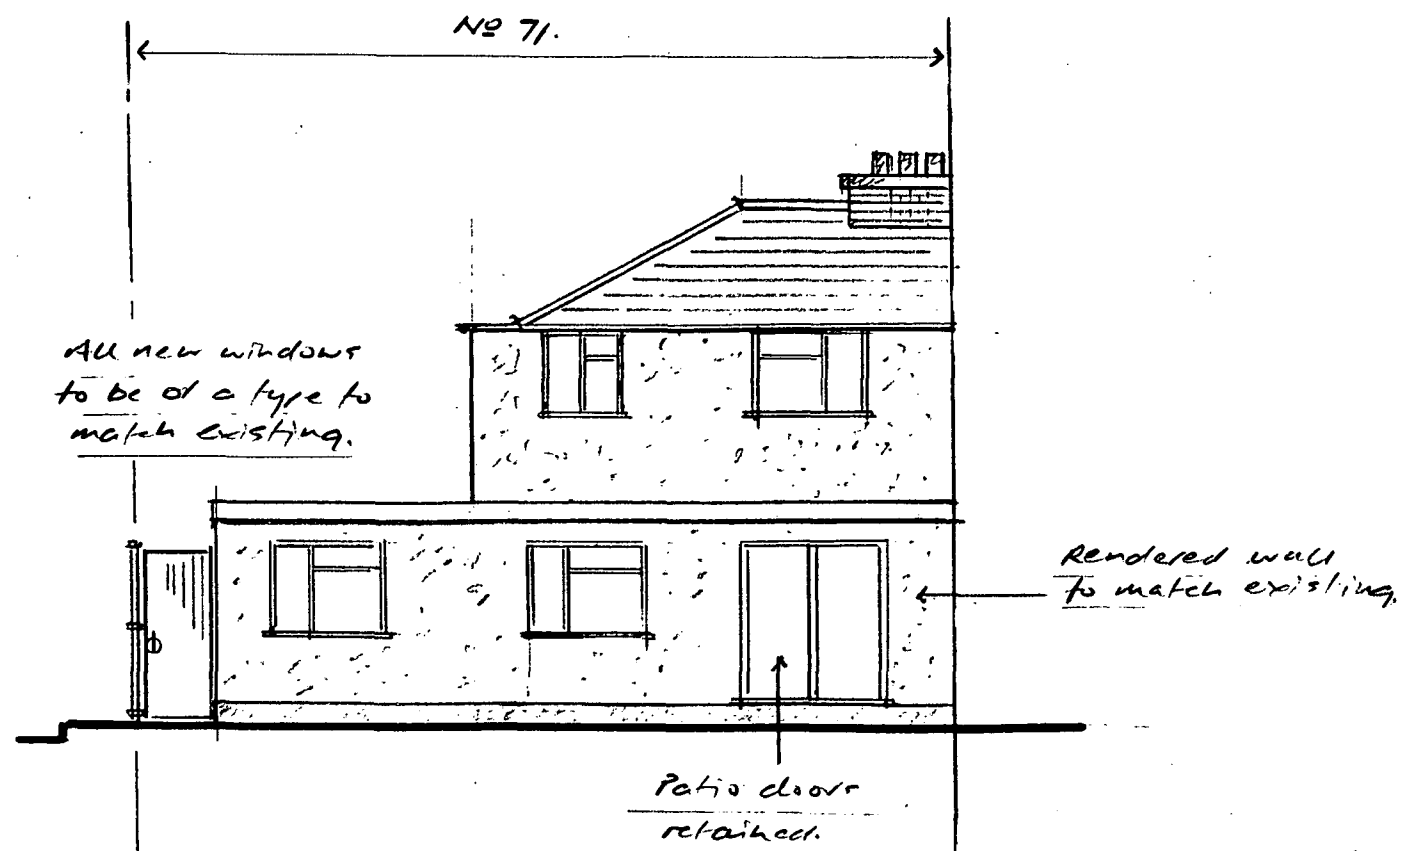 Nº 71.
All new windows
to be of a type to
match existing.
Rendered wall
to match existing.
Patio doors
retained.